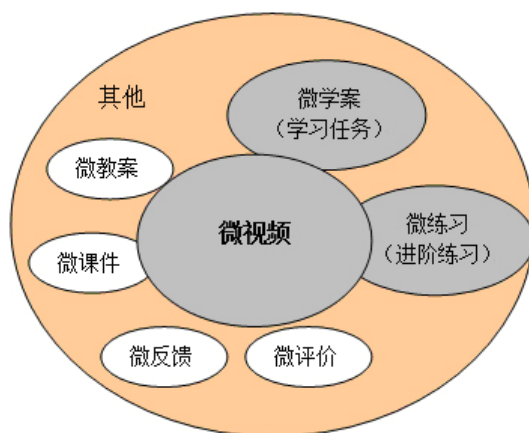 其他
微学案
（学习任务）
微教案
微视频
微练习
（进阶练习）
微课件
微反馈
微评价